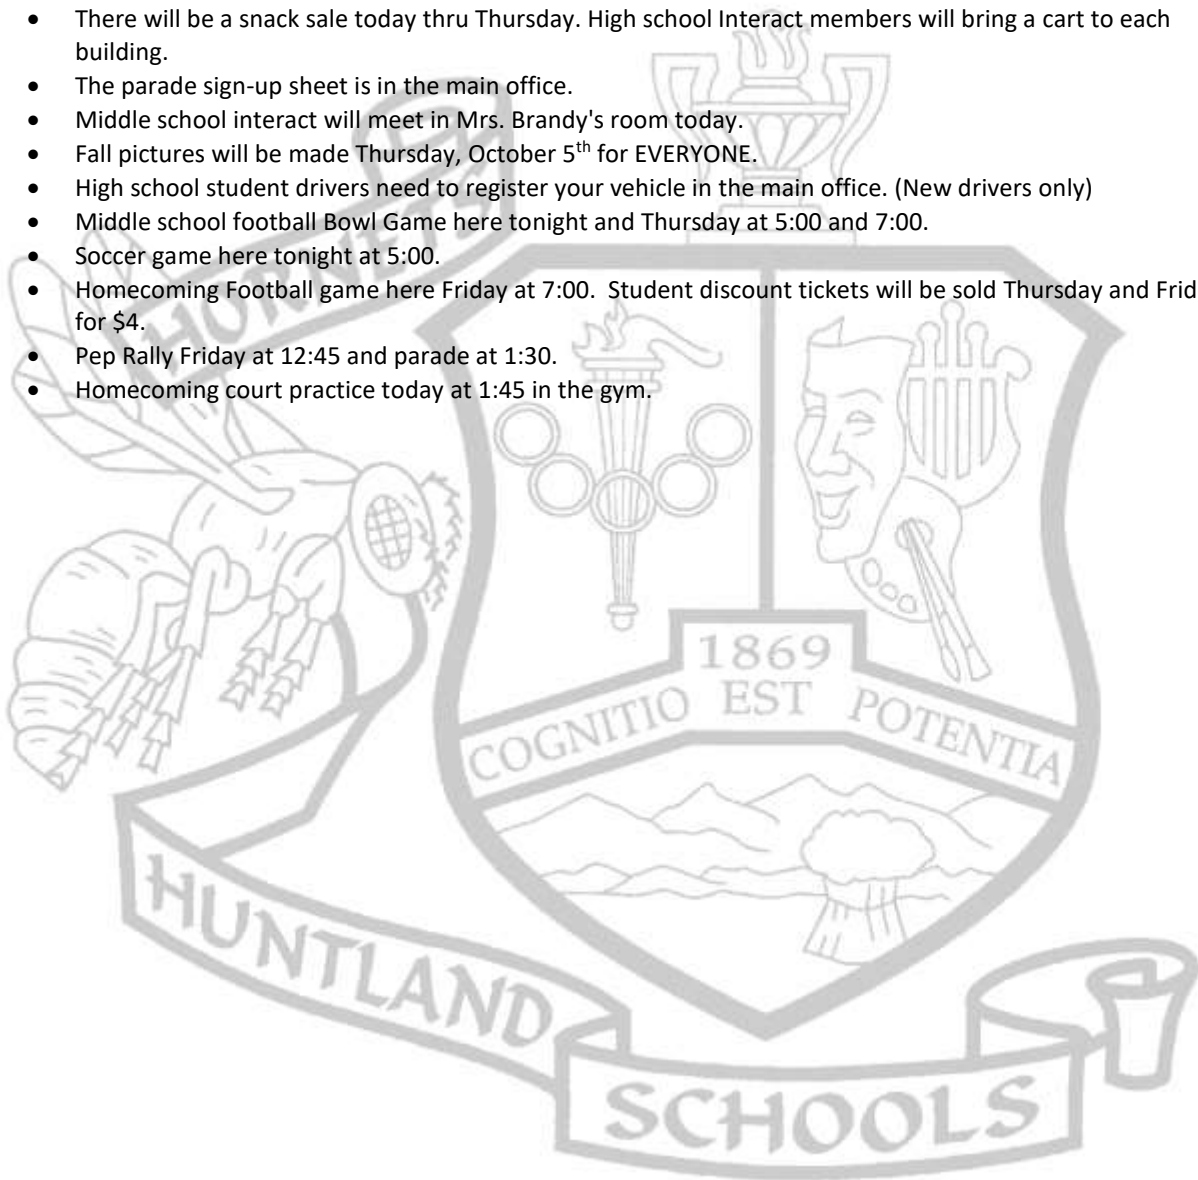 • There will be a snack sale today thru Thursday. High school Interact members will bring a cart to each
building.
• The parade sign-up sheet is in the main office.
• Middle school interact will meet in Mrs. Brandy's room today.
• Fall pictures will be made Thursday, October 5th for EVERYONE.
• High school student drivers need to register your vehicle in the main office. (New drivers only)
• Middle school football Bowl Game here tonight and Thursday at 5:00 and 7:00.
• Soccer game here tonight at 5:00.
• Homecoming Football game here Friday at 7:00.  Student discount tickets will be sold Thursday and Frid
for $4.
• Pep Rally Friday at 12:45 and parade at 1:30.
• Homecoming court practice today at 1:45 in the gym.
HORNETS
1869
COGNITIO EST POTENTIA
HUNTLAND
SCHOOLS